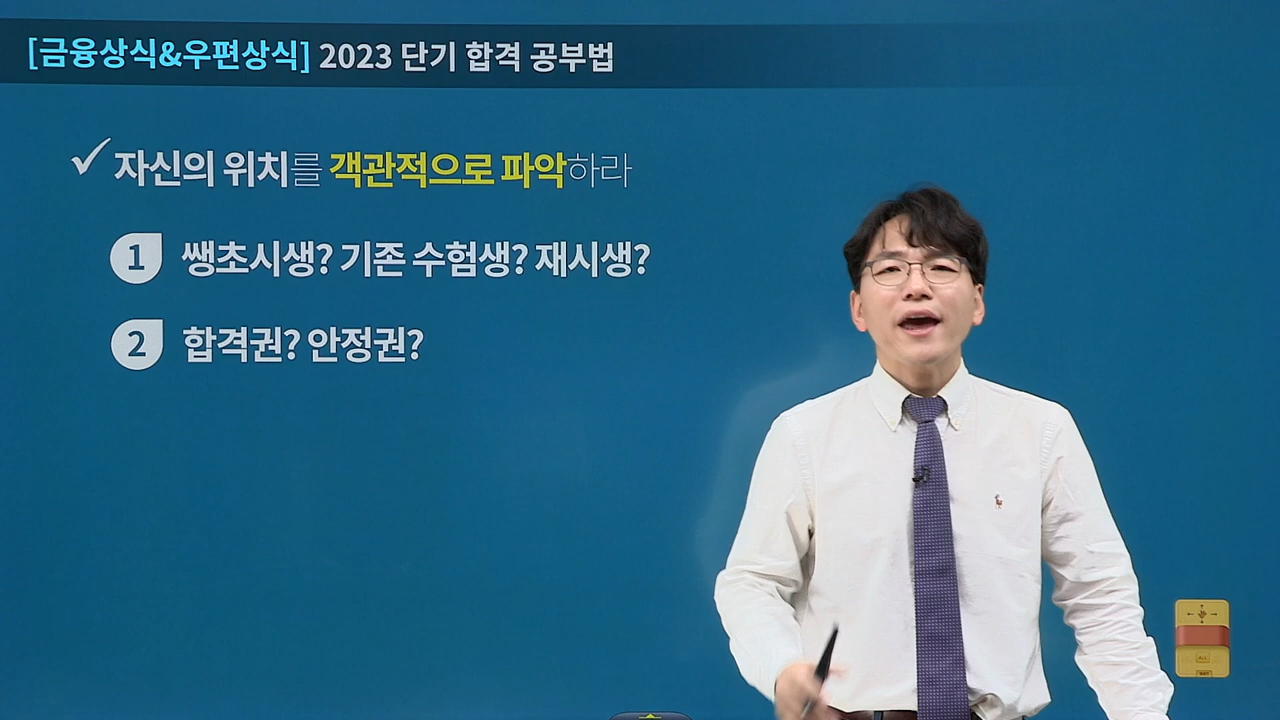 [금융상식&우편상식] 2023 단기 합격 공부법
✓ 자신의 위치를 객관적으로 파악하라
1 쌩초시생? 기존 수험생? 재시생?
2 합격권? 안정권?